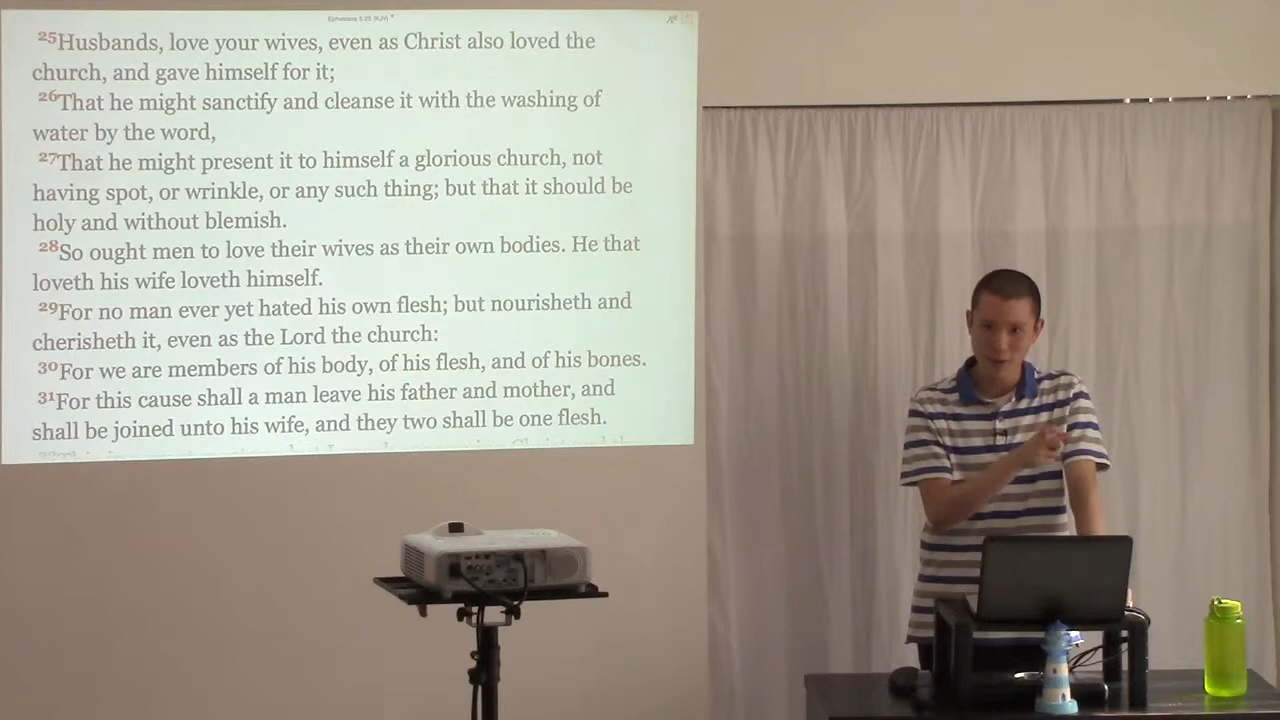 Ephesians 5:25 (KJV)
25Husbands, love your wives, even as Christ also loved the
church, and gave himself for it;
26That he might sanctify and cleanse it with the washing of
water by the word,
27That he might present it to himself a glorious church, not
having spot, or wrinkle, or any such thing; but that it should be
holy and without blemish.
28So ought men to love their wives as their own bodies. He that
loveth his wife loveth himself.
29For no man ever yet hated his own flesh; but nourisheth and
cherisheth it, even as the Lord the church:
30For we are members of his body, of his flesh, and of his bones.
31For this cause shall a man leave his father and mother, and
shall be joined unto his wife, and they two shall be one flesh.